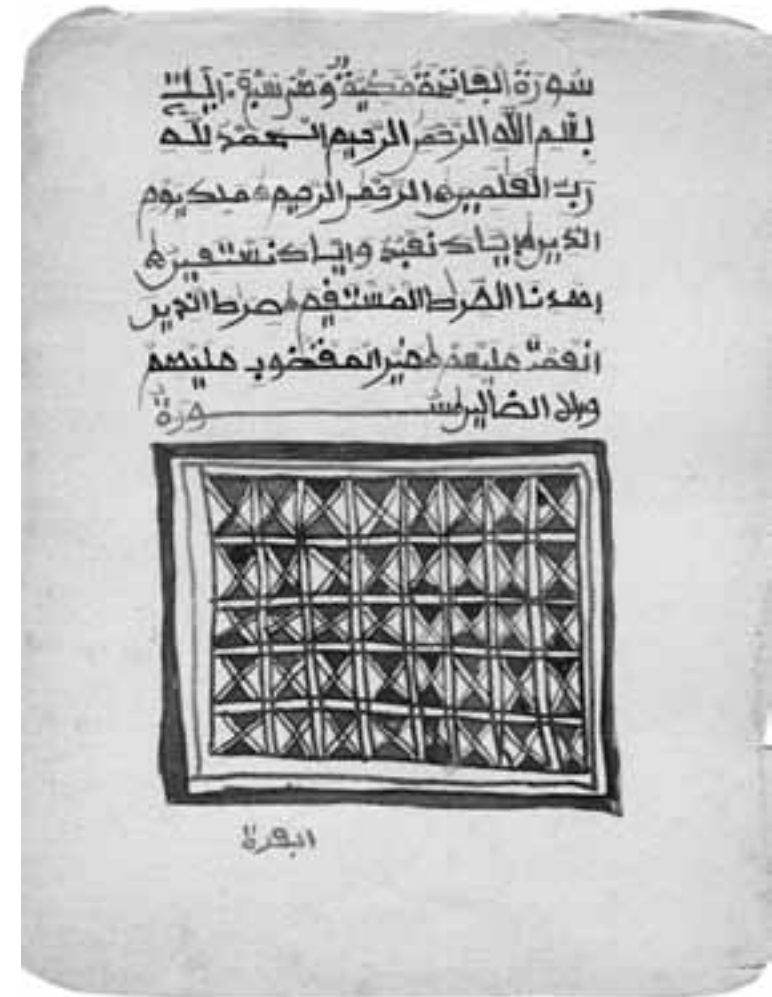 سورة الفاتحة مكية وهي سبع ءايات
بسم الله الرحمن الرحيم الحمد لله
رب العلمين الرحمن الرحيم ملك يوم
الدين إياك نعبد وإياك نستعين
اهدنا الصرط المستقيم صرط الذين
انعمت عليهم غير المغضوب عليهم
ولا الضالين سورة
البقرة